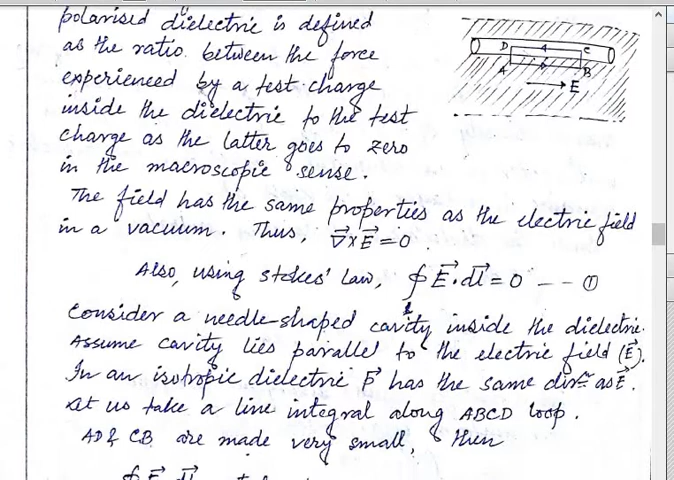 polarised dielectric is defined
as the ratio between the force
experienced by a test charge
inside the dielectric to the test
charge as the latter goes to zero
in the macroscopic sense.
D C
A B
E⃗
The field has the same properties as the electric field
in a vacuum. Thus, ∇⃗×E⃗=0
Also, using Stokes' Law, ∮ₗ E⃗·dl⃗ = 0 -- ①
Consider a needle-shaped cavity inside the dielectric.
Assume cavity lies parallel to the electric field (E⃗).
In an isotropic dielectric P⃗ has the same dirⁿ as E⃗.
Let us take a line integral along ABCD loop.
AD & CB are made very small, then
∮ E⃗ · dl⃗